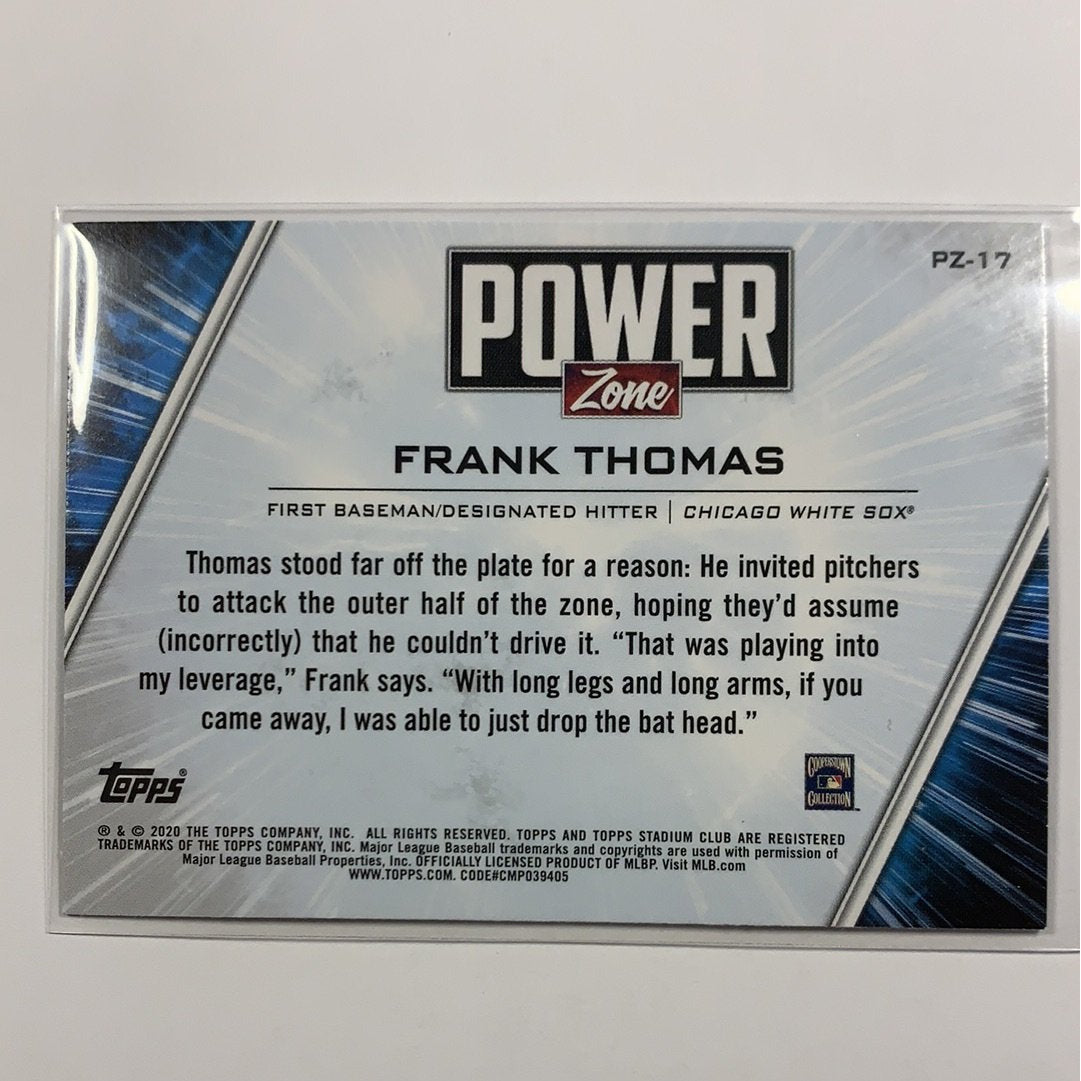 PZ-17
POWER
Zone
FRANK THOMAS
FIRST BASEMAN/DESIGNATED HITTER | CHICAGO WHITE SOX®
Thomas stood far off the plate for a reason: He invited pitchers
to attack the outer half of the zone, hoping they'd assume
(incorrectly) that he couldn't drive it. “That was playing into
my leverage,” Frank says. “With long legs and long arms, if you
came away, I was able to just drop the bat head.”
Topps®
COOPERSTOWN
COLLECTION
® & © 2020 THE TOPPS COMPANY, INC. ALL RIGHTS RESERVED. TOPPS AND TOPPS STADIUM CLUB ARE REGISTERED
TRADEMARKS OF THE TOPPS COMPANY, INC. Major League Baseball trademarks and copyrights are used with permission of
Major League Baseball Properties, Inc. OFFICIALLY LICENSED PRODUCT OF MLBP. Visit MLB.com
WWW.TOPPS.COM. CODE#CMP039405